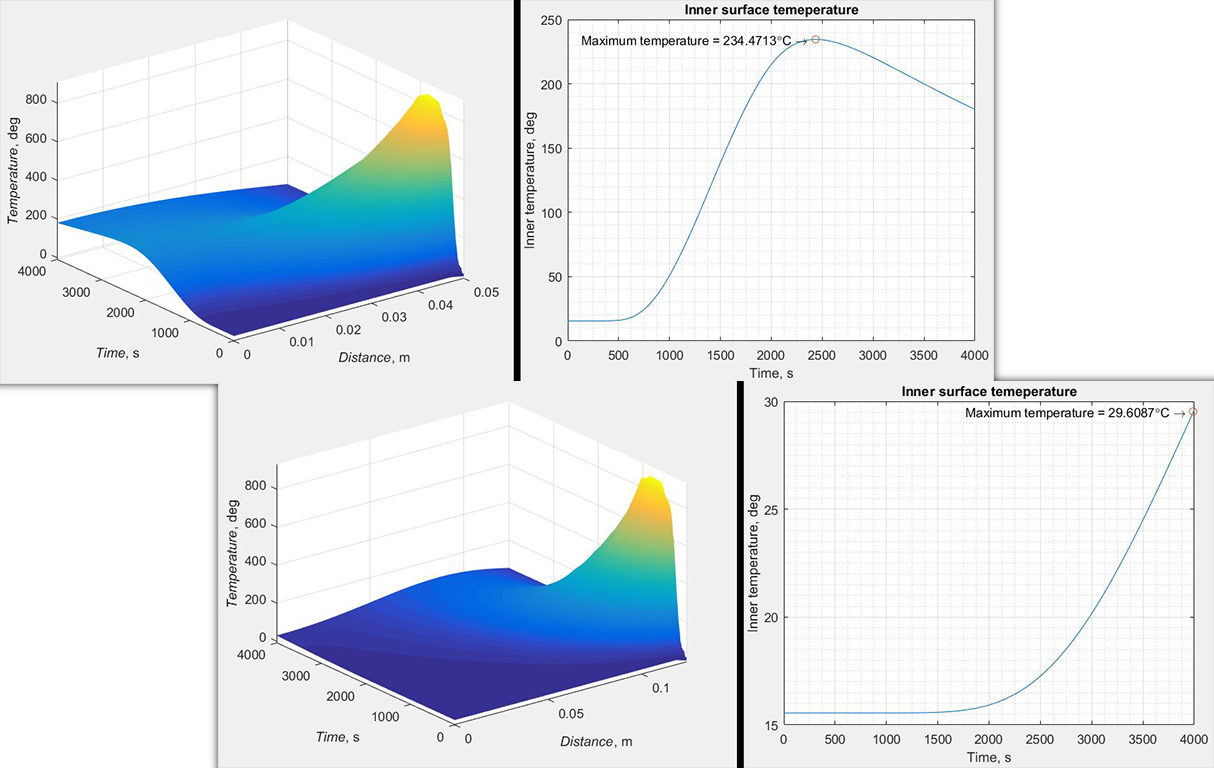 800
600
400
200
0
Temperature, deg
4000
3000
2000
1000
0
Time, s
0
0.01
0.02
0.03
0.04
0.05
Distance, m
Inner surface temeperature
Maximum temperature = 234.4713°C →
250
200
150
100
50
0
Inner temperature, deg
0 500 1000 1500 2000 2500 3000 3500 4000
Time, s
800
600
400
200
0
Temperature, deg
4000
3000
2000
1000
0
Time, s
0
0.05
0.1
Distance, m
Inner surface temeperature
Maximum temperature = 29.6087°C →
30
25
20
15
Inner temperature, deg
0 500 1000 1500 2000 2500 3000 3500 4000
Time, s